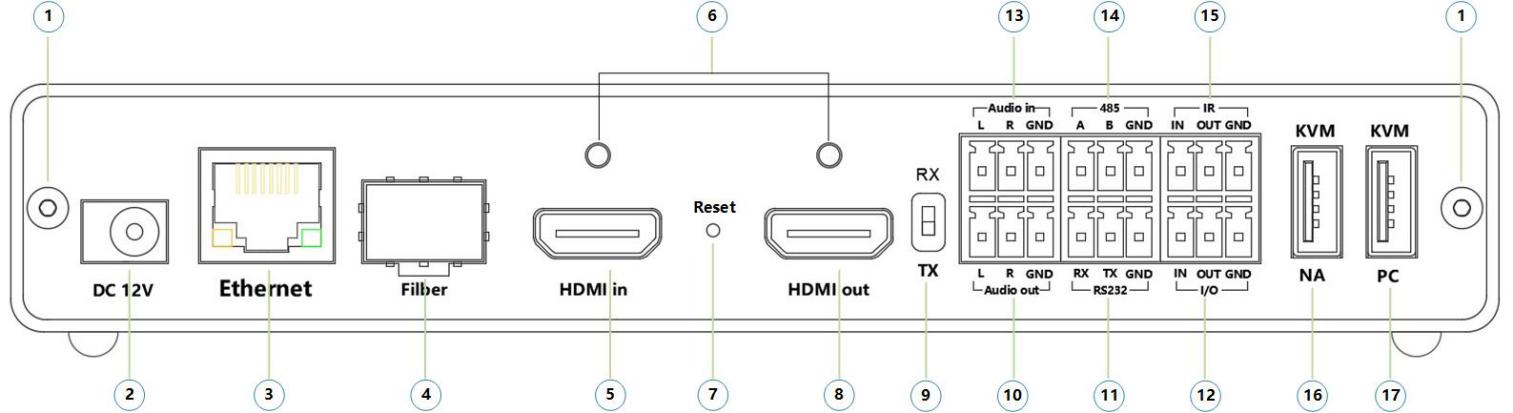 1 6 13 14 15 1
Audio in 485 IR
L R GND A B GND IN OUT GND KVM KVM
RX
Reset
TX
DC 12V Ethernet Filber HDMI in HDMI out
L R GND RX TX GND IN OUT GND NA PC
Audio out RS232 I/O
2 3 4 5 7 8 9 10 11 12 16 17